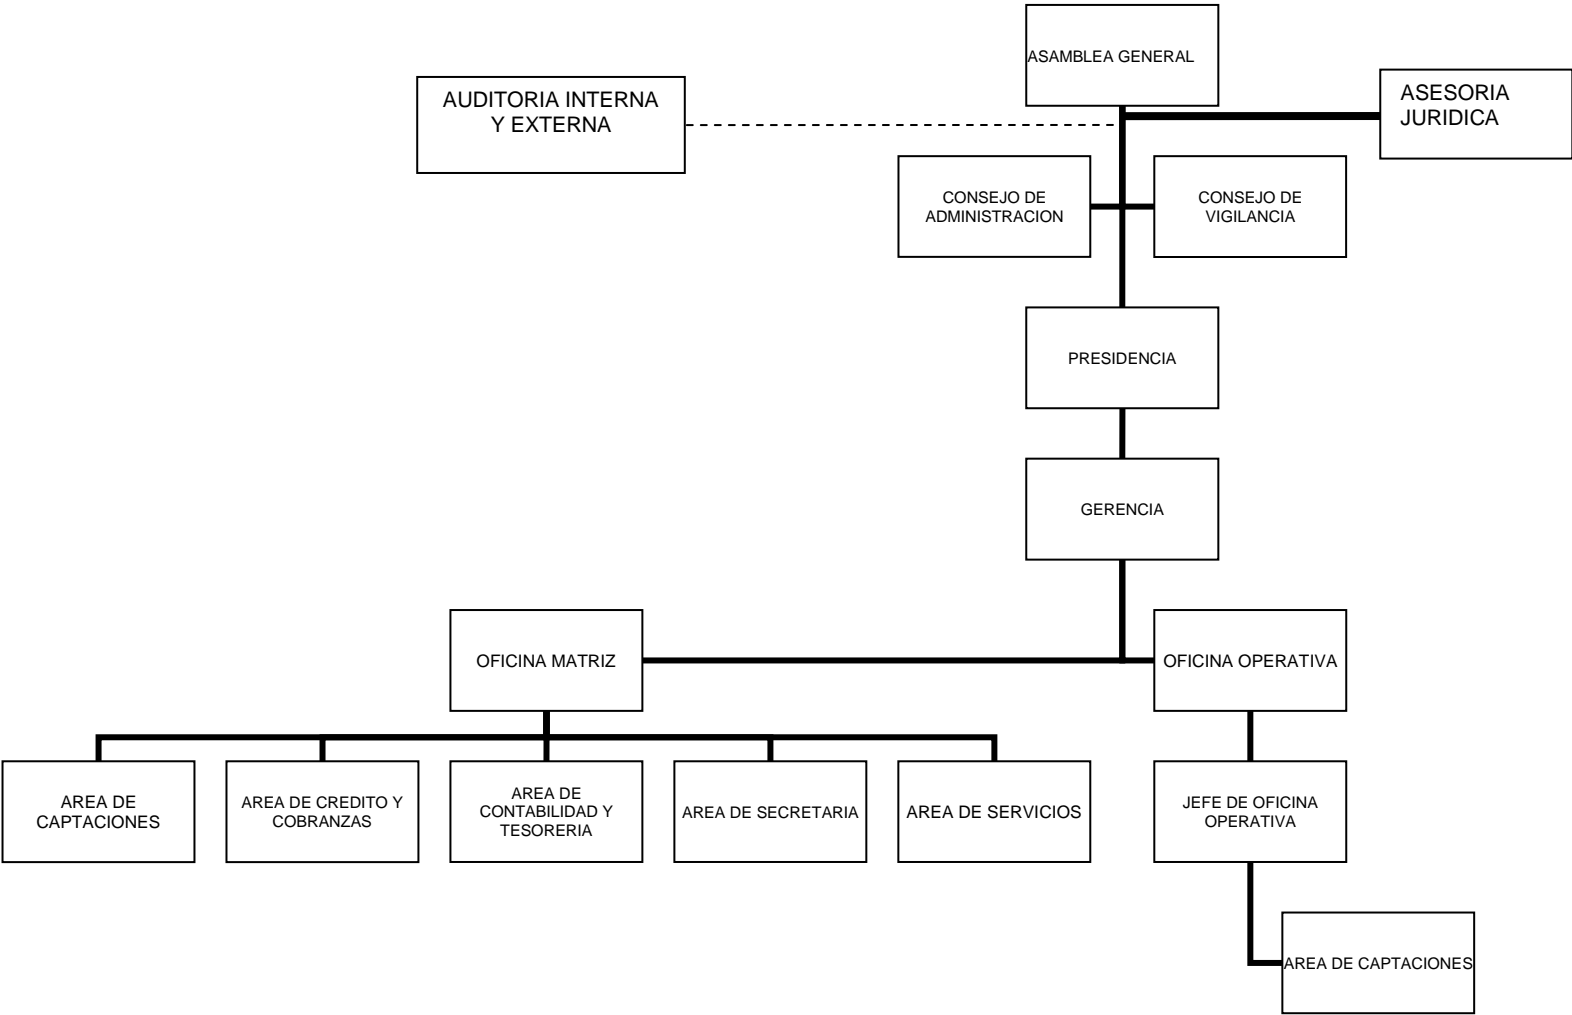 ASAMBLEA GENERAL
AUDITORIA INTERNA
Y EXTERNA
ASESORIA
JURIDICA
CONSEJO DE
ADMINISTRACION
CONSEJO DE
VIGILANCIA
PRESIDENCIA
GERENCIA
OFICINA MATRIZ
OFICINA OPERATIVA
AREA DE
CAPTACIONES
AREA DE CREDITO Y
COBRANZAS
AREA DE
CONTABILIDAD Y
TESORERIA
AREA DE SECRETARIA
AREA DE SERVICIOS
JEFE DE OFICINA
OPERATIVA
AREA DE CAPTACIONES